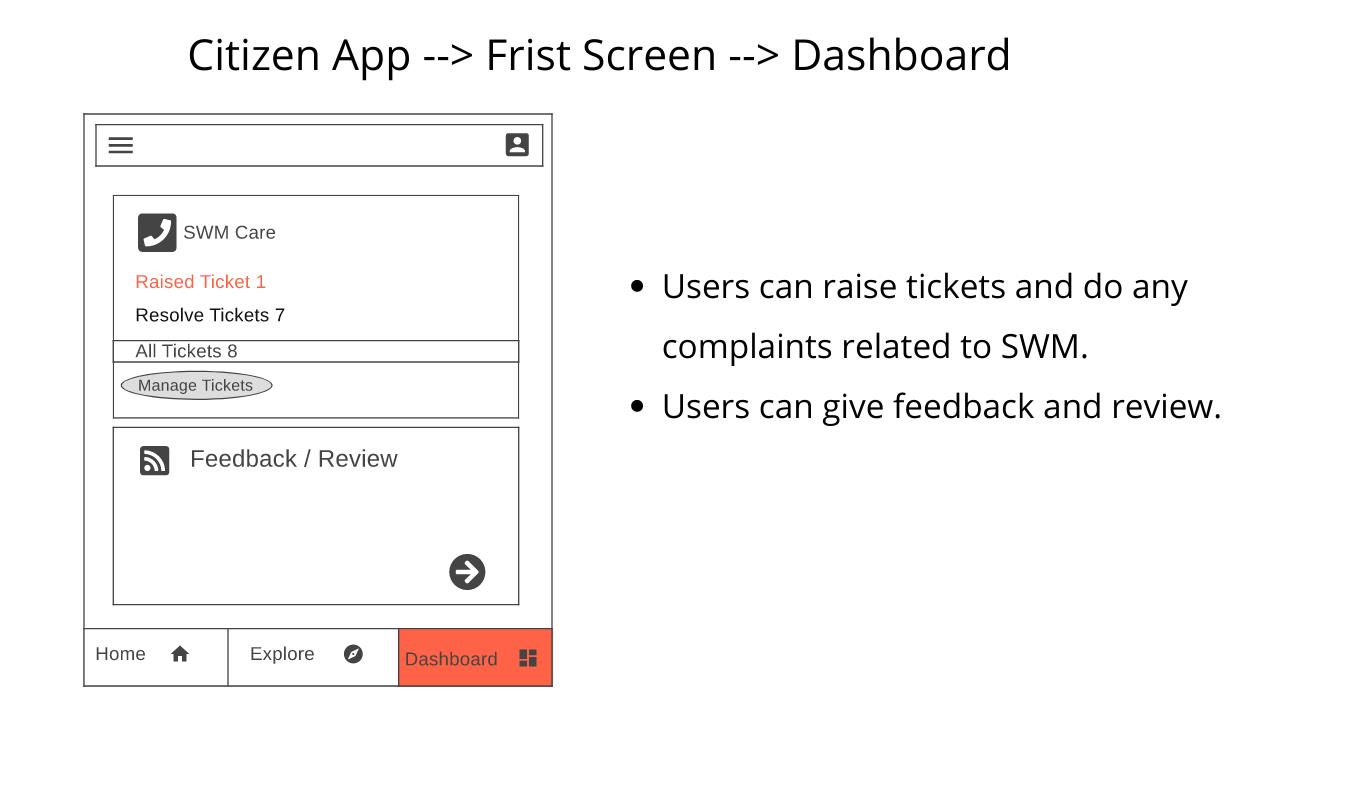 Citizen App --> Frist Screen --> Dashboard
SWM Care
Raised Ticket 1
Resolve Tickets 7
All Tickets 8
Manage Tickets
Feedback / Review
Home
Explore
Dashboard
• Users can raise tickets and do any
complaints related to SWM.
• Users can give feedback and review.